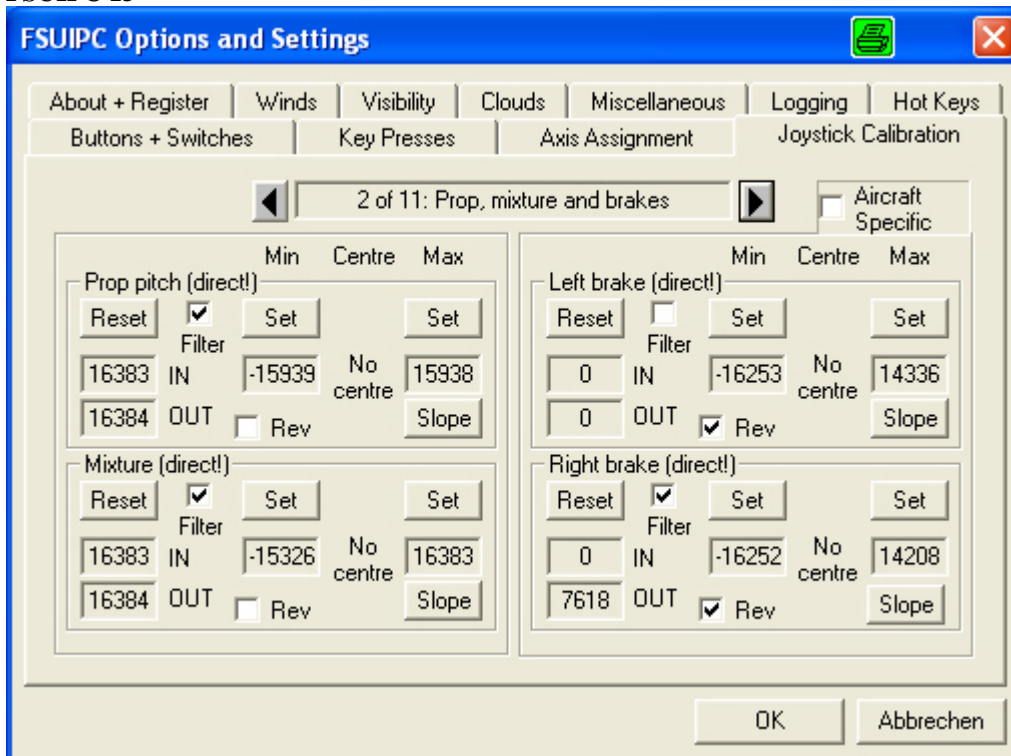 FSUIPC Options and Settings
About + Register Winds Visibility Clouds Miscellaneous Logging Hot Keys
Buttons + Switches Key Presses Axis Assignment Joystick Calibration
2 of 11: Prop, mixture and brakes
Aircraft
Specific
Min Centre Max
Prop pitch (direct!)
Reset Set Set
Filter
16383 IN -15939 No centre 15938
16384 OUT Rev Slope
Mixture (direct!)
Reset Set Set
Filter
16383 IN -15326 No centre 16383
16384 OUT Rev Slope
Min Centre Max
Left brake (direct!)
Reset Set Set
Filter
0 IN -16253 No centre 14336
0 OUT Rev Slope
Right brake (direct!)
Reset Set Set
Filter
0 IN -16252 No centre 14208
7618 OUT Rev Slope
OK Abbrechen